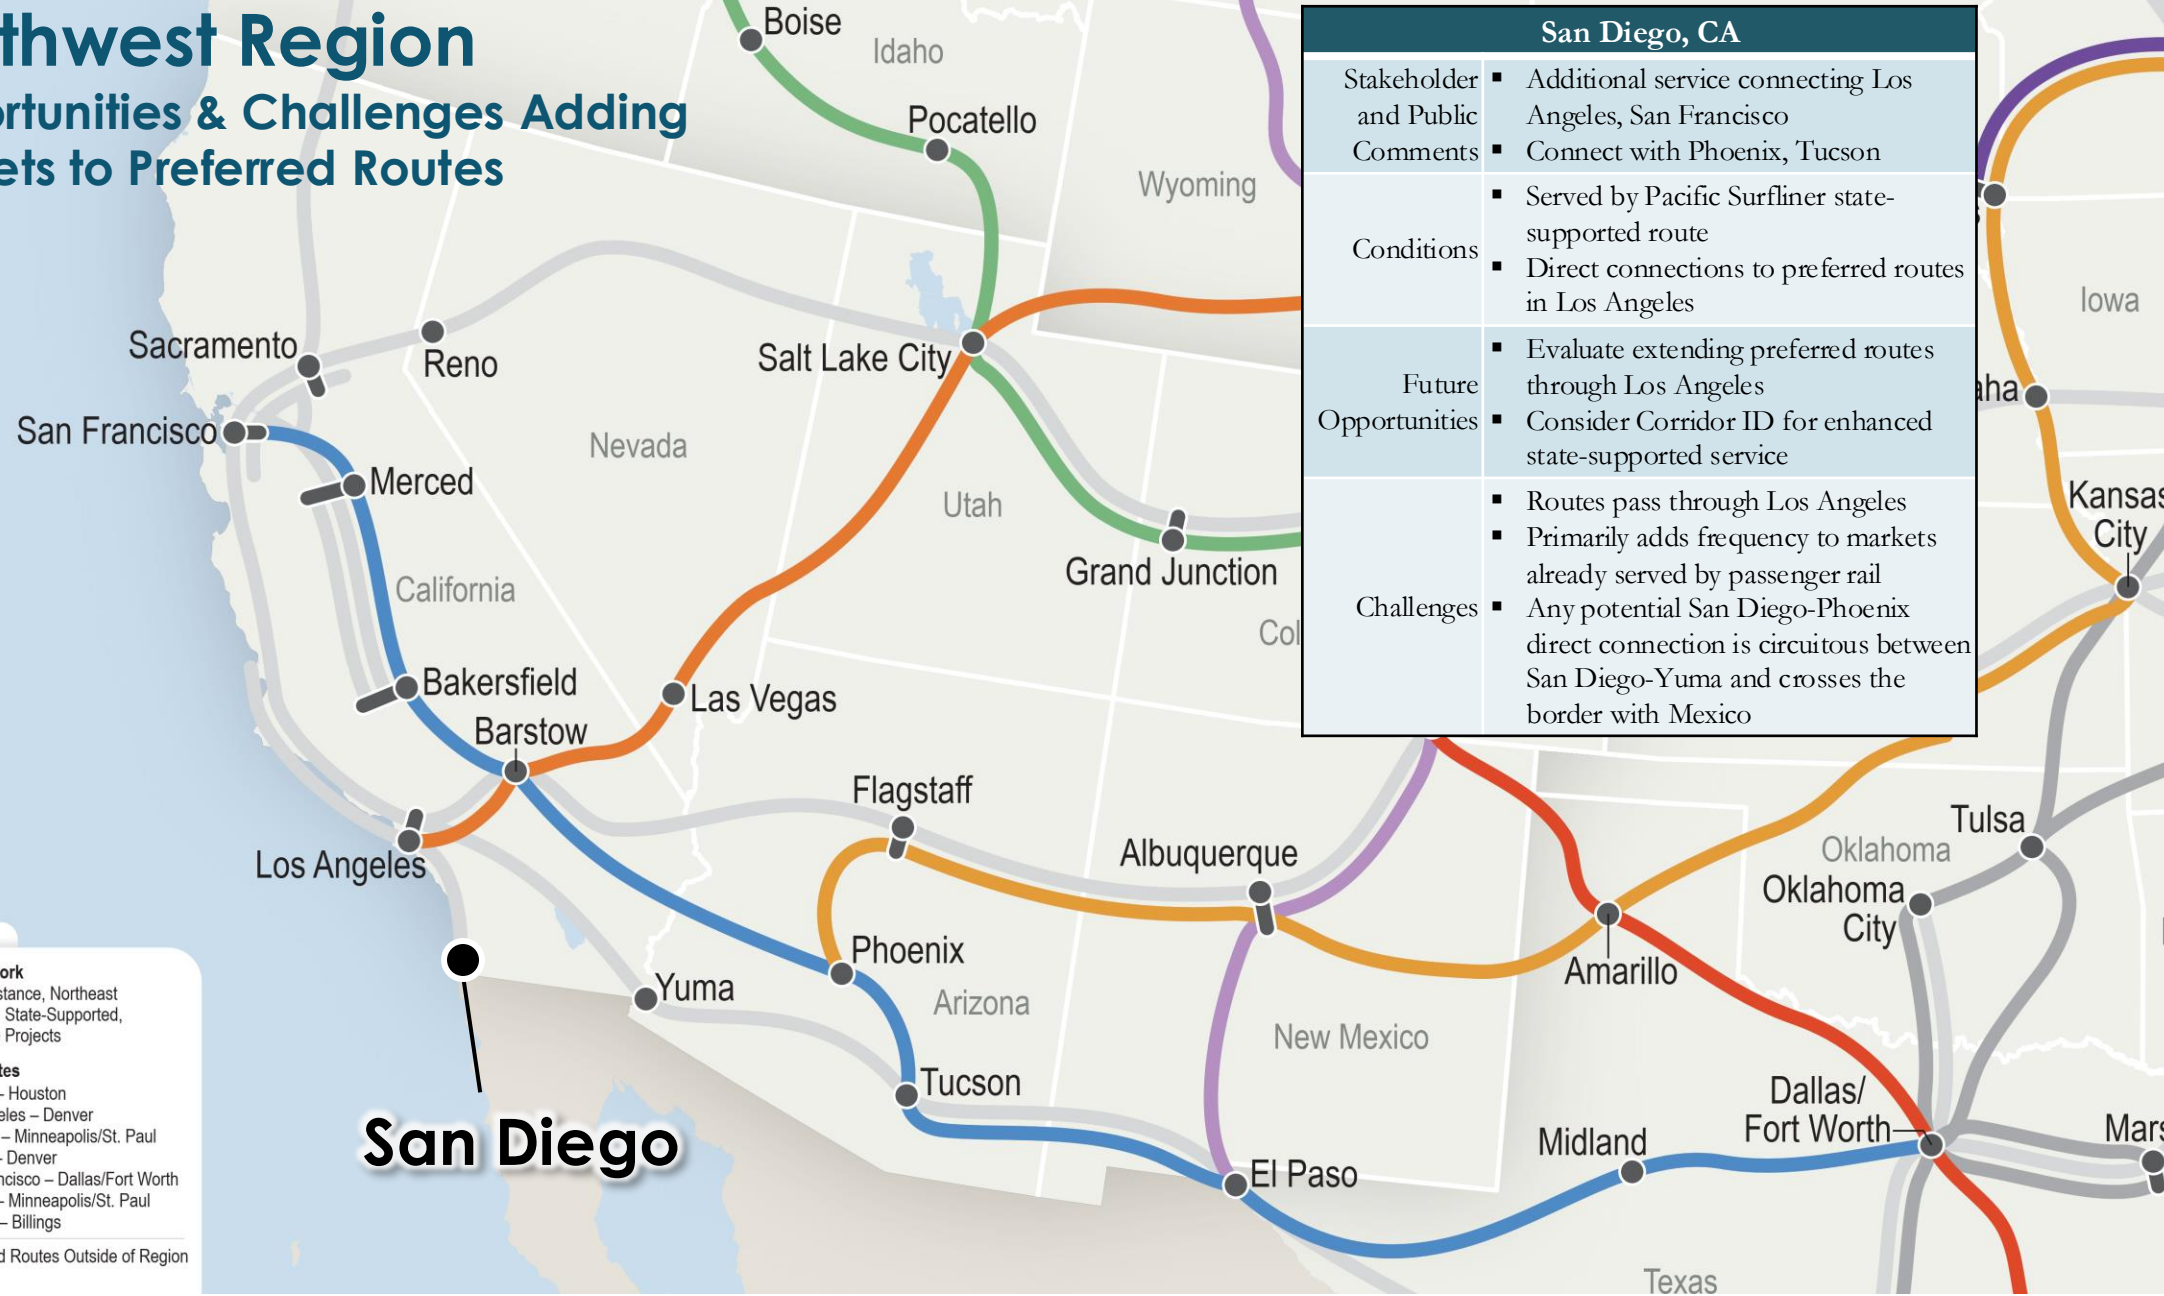 thwest Region
ortunities & Challenges Adding
ets to Preferred Routes
San Diego, CA
Stakeholder and Public Comments
▪ Additional service connecting Los
Angeles, San Francisco
▪ Connect with Phoenix, Tucson
Conditions
▪ Served by Pacific Surfliner state-
supported route
▪ Direct connections to preferred routes
in Los Angeles
Future Opportunities
▪ Evaluate extending preferred routes
through Los Angeles
▪ Consider Corridor ID for enhanced
state-supported service
Challenges
▪ Routes pass through Los Angeles
▪ Primarily adds frequency to markets
already served by passenger rail
▪ Any potential San Diego-Phoenix
direct connection is circuitous between
San Diego-Yuma and crosses the
border with Mexico
Boise
Idaho
Pocatello
Wyoming
Iowa
Sacramento
Reno
Salt Lake City
aha
San Francisco
Nevada
Merced
Utah
Kansas
City
Grand Junction
California
Col
Bakersfield
Las Vegas
Barstow
Flagstaff
Tulsa
Albuquerque
Oklahoma
Los Angeles
Oklahoma
City
Phoenix
Amarillo
Yuma
Arizona
New Mexico
Tucson
Dallas/
Fort Worth
Mars
San Diego
Midland
El Paso
Texas
ork
stance, Northeast
State-Supported,
Projects
tes
– Houston
eles – Denver
– Minneapolis/St. Paul
- Denver
ncisco – Dallas/Fort Worth
– Minneapolis/St. Paul
– Billings
d Routes Outside of Region